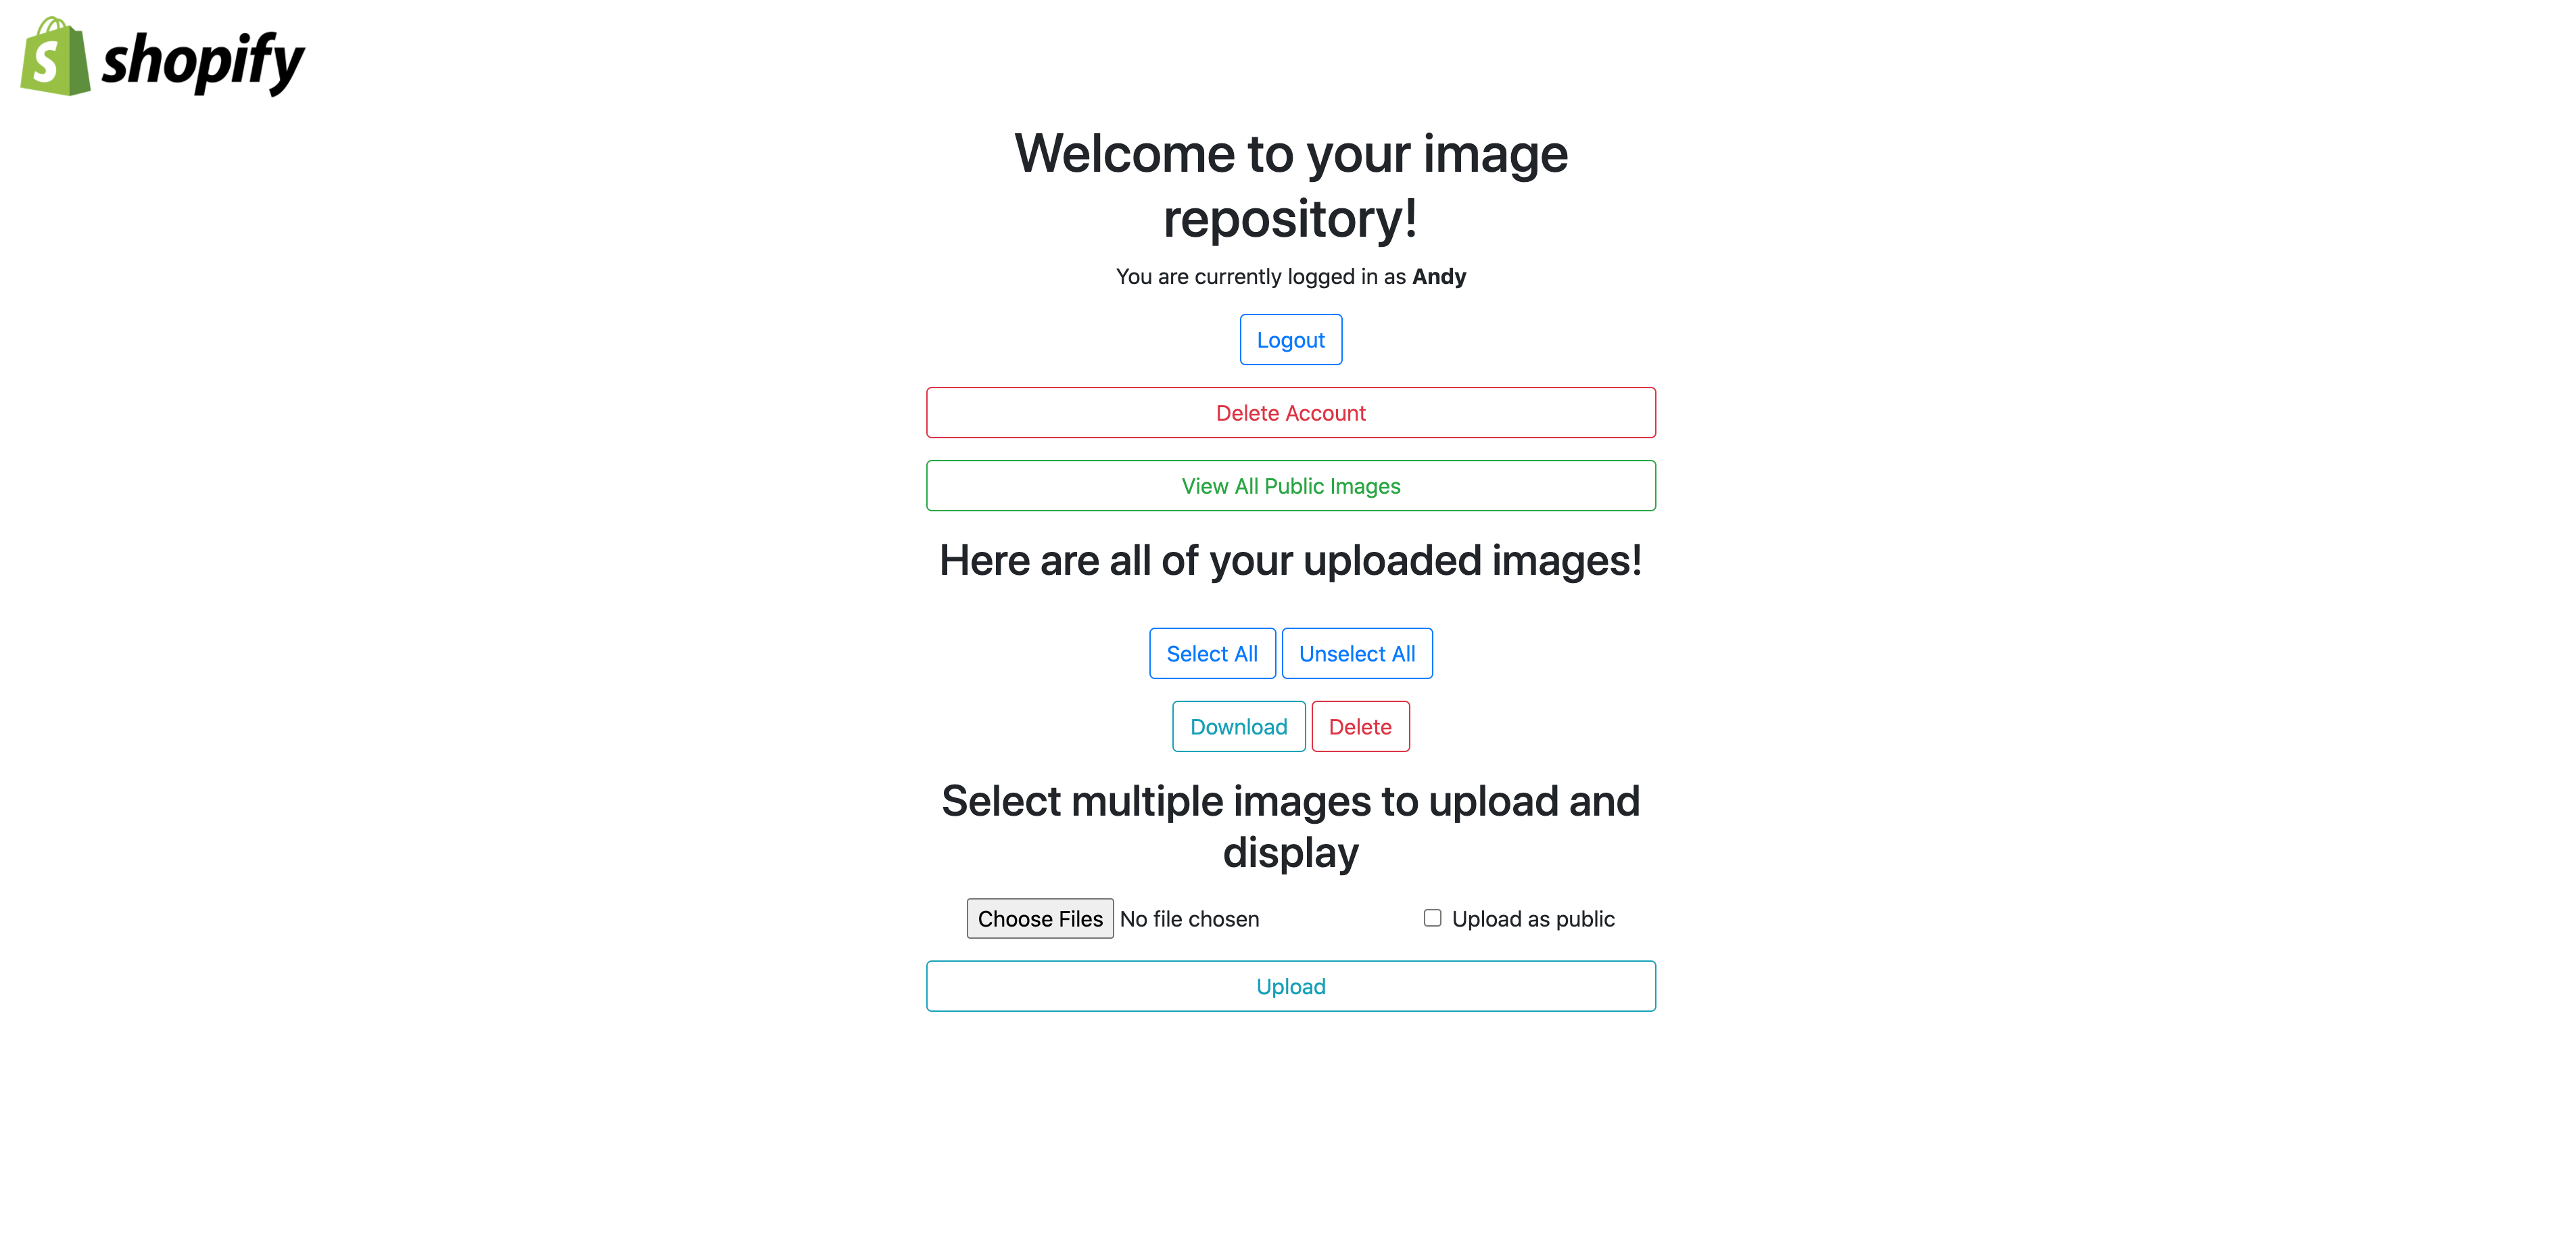 shopify
Welcome to your image
repository!
You are currently logged in as Andy
Logout
Delete Account
View All Public Images
Here are all of your uploaded images!
Select All Unselect All
Download Delete
Select multiple images to upload and
display
Choose Files No file chosen Upload as public
Upload